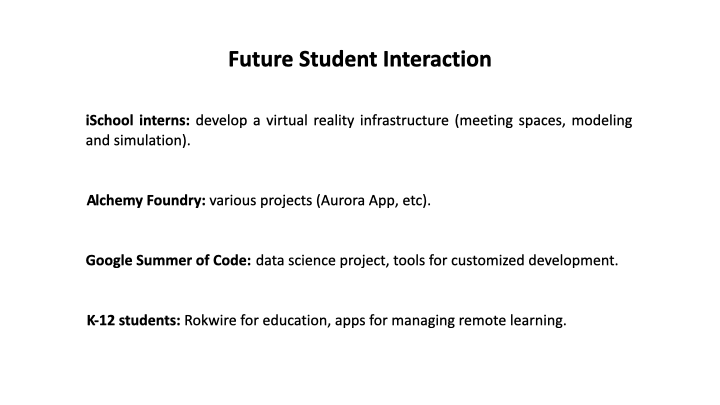 Future Student Interaction
iSchool interns: develop a virtual reality infrastructure (meeting spaces, modeling
and simulation).
Alchemy Foundry: various projects (Aurora App, etc).
Google Summer of Code: data science project, tools for customized development.
K-12 students: Rokwire for education, apps for managing remote learning.